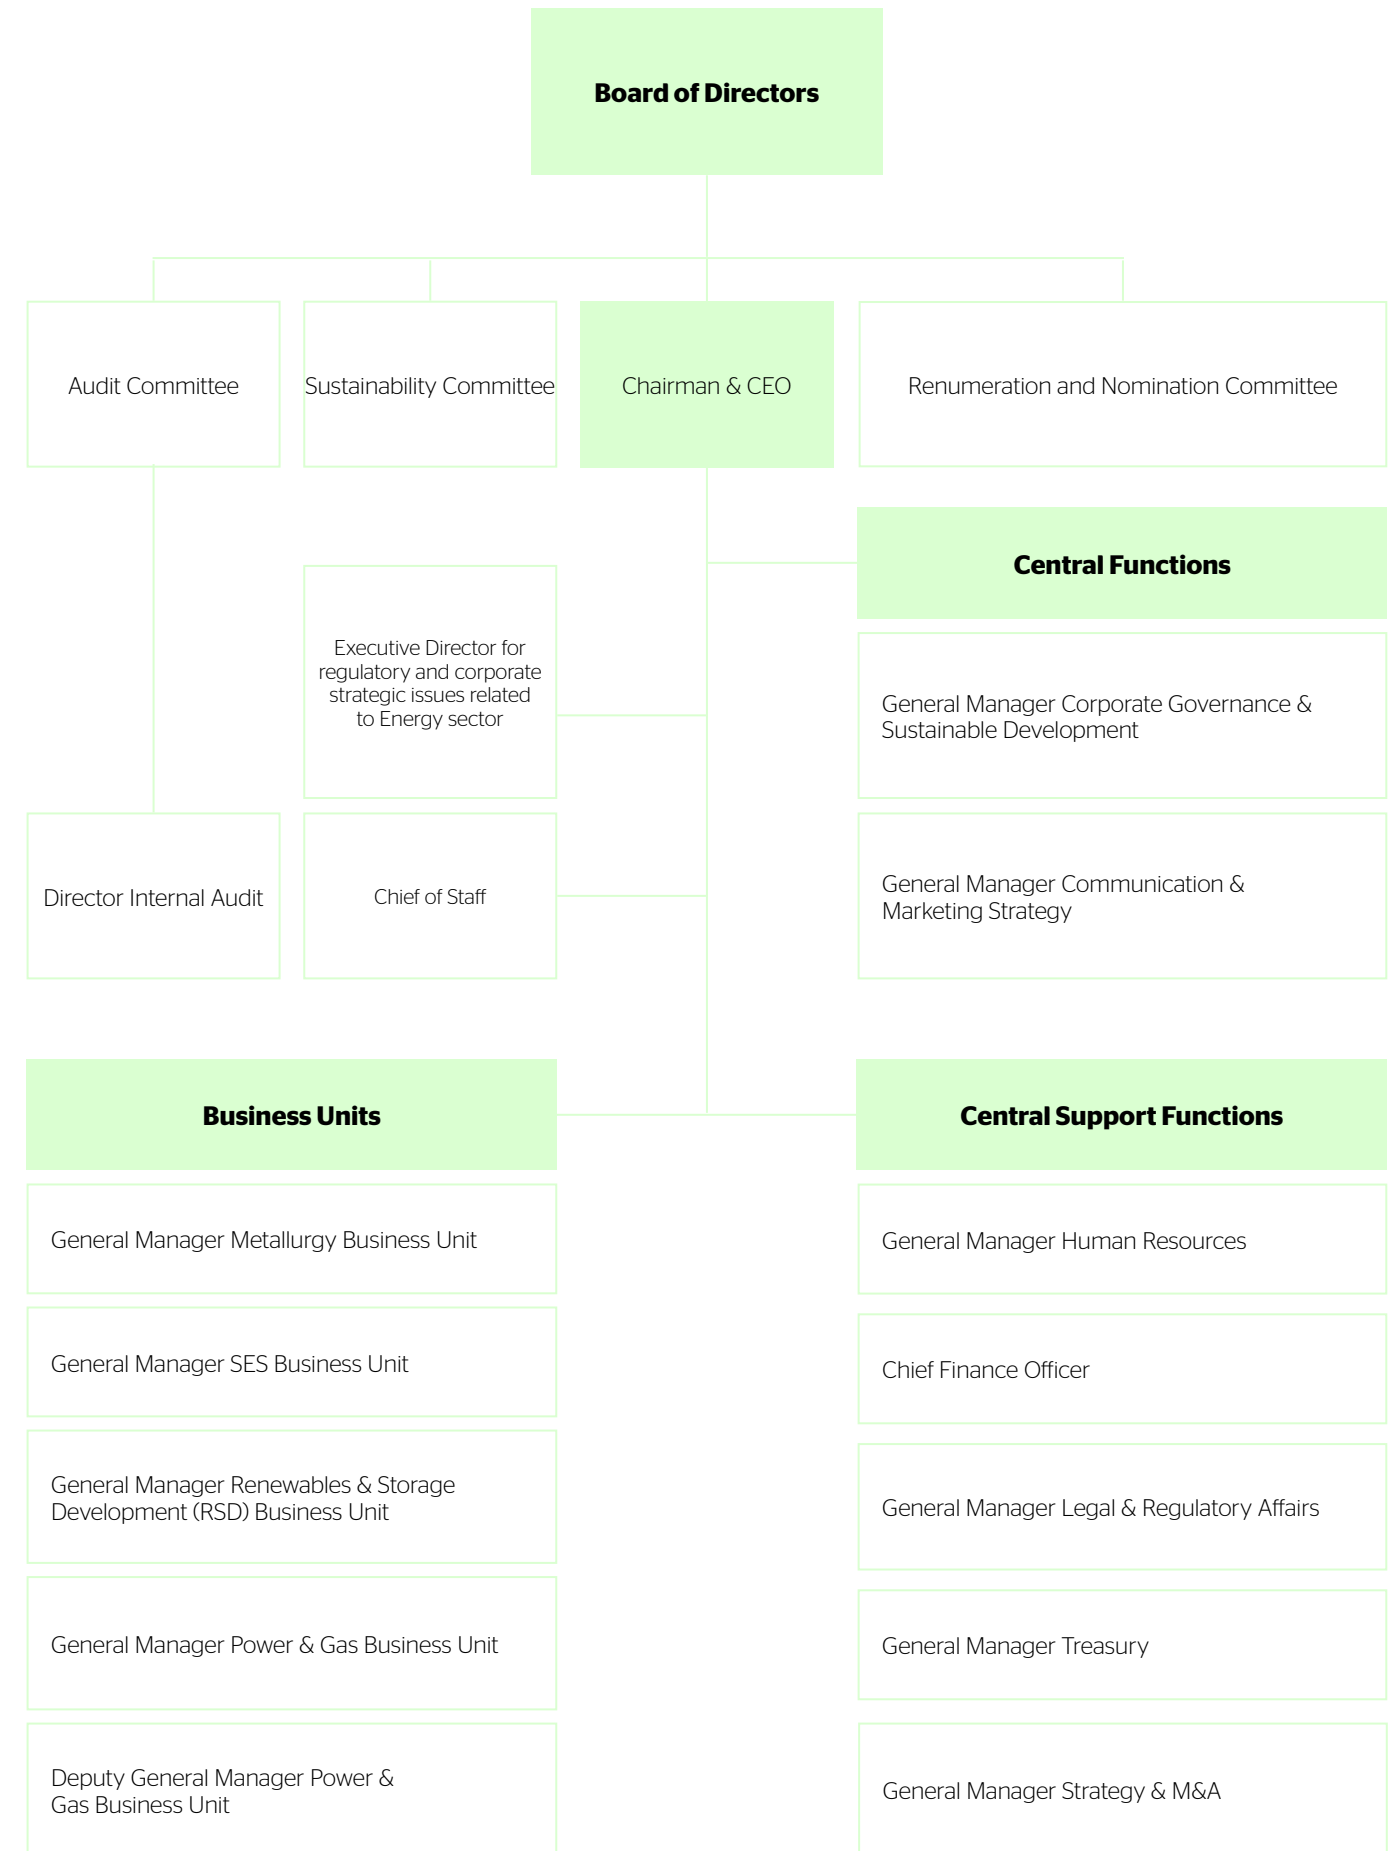 Board of Directors
Audit Committee
Sustainability Committee
Chairman & CEO
Renumeration and Nomination Committee
Central Functions
Executive Director for
regulatory and corporate
strategic issues related
to Energy sector
General Manager Corporate Governance &
Sustainable Development
Director Internal Audit
Chief of Staff
General Manager Communication &
Marketing Strategy
Business Units
General Manager Metallurgy Business Unit
General Manager SES Business Unit
General Manager Renewables & Storage
Development (RSD) Business Unit
General Manager Power & Gas Business Unit
Deputy General Manager Power &
Gas Business Unit
Central Support Functions
General Manager Human Resources
Chief Finance Officer
General Manager Legal & Regulatory Affairs
General Manager Treasury
General Manager Strategy & M&A